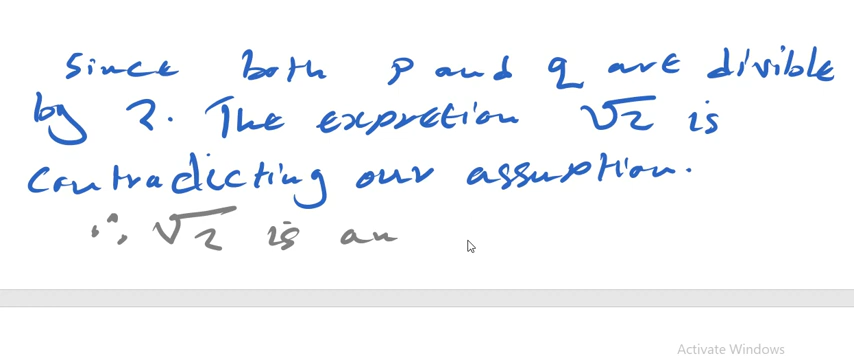 Since both p and q are divible
by 2. The expretion √2 is
contradicting our assumption.
∴ √2 is an
Activate Windows